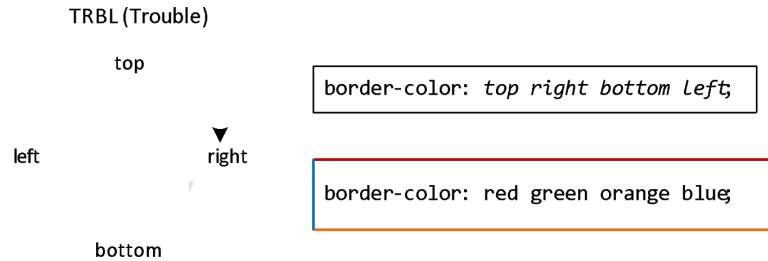 TRBL (Trouble)
top
border-color: top right bottom left;
left
right
border-color: red green orange blue;
bottom